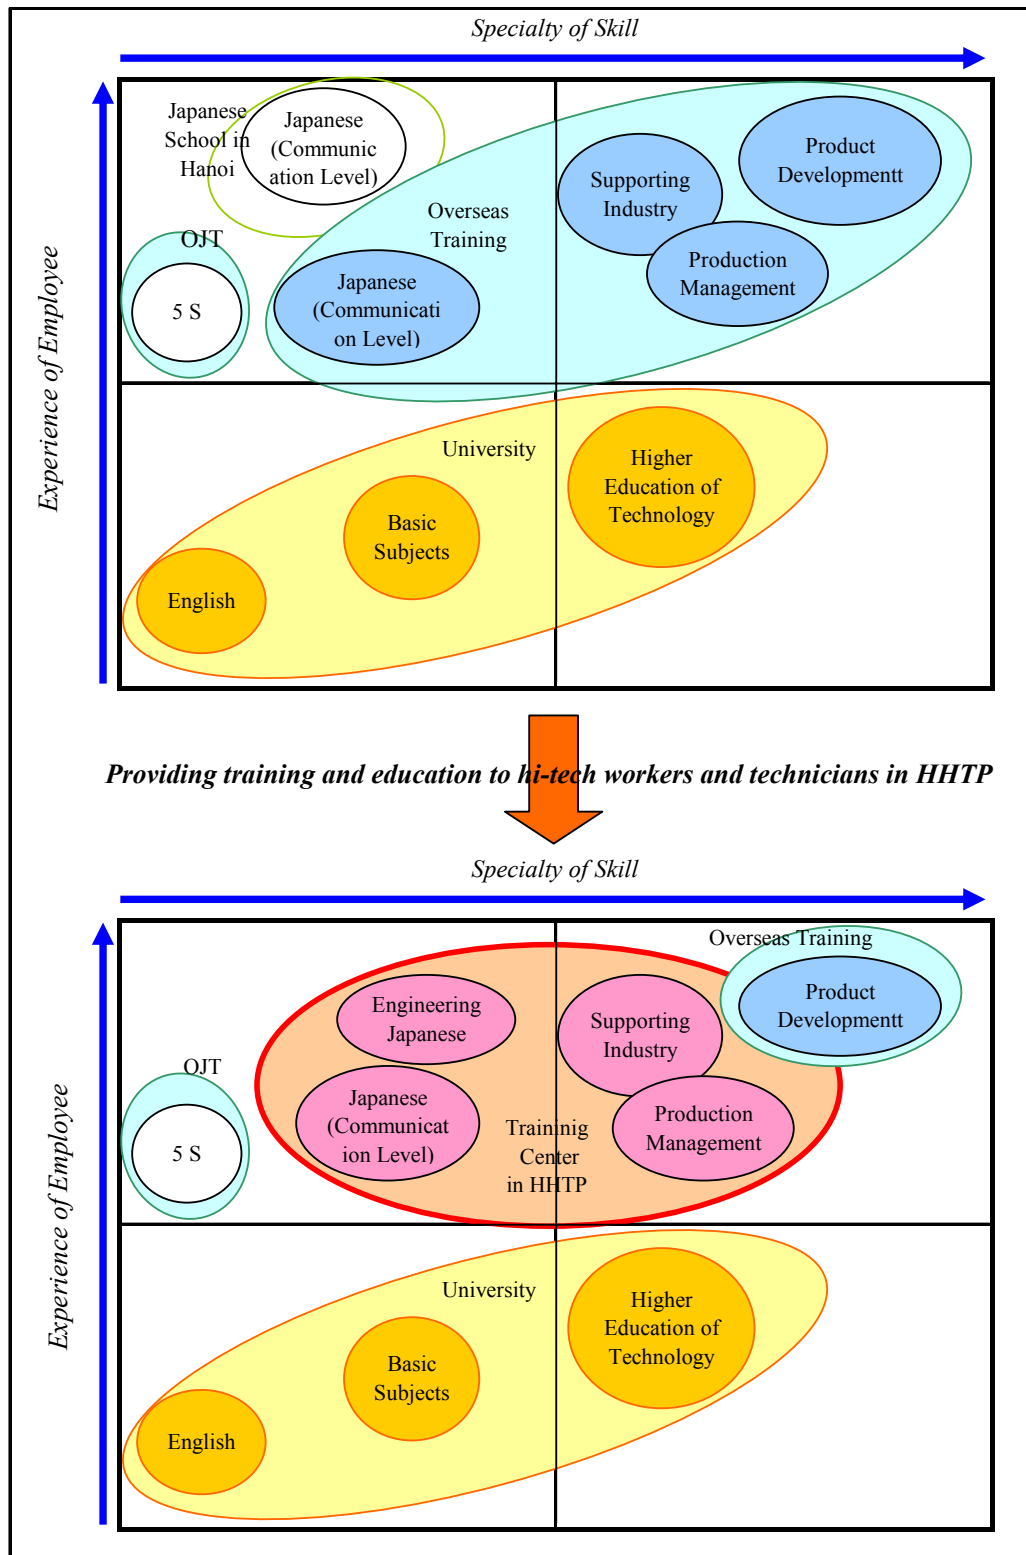 Specialty of Skill
Experience of Employee
Japanese
School in
Hanoi
Japanese
(Communic
ation Level)
Overseas
Training
Supporting
Industry
Product
Developmentt
Production
Management
OJT
5 S
Japanese
(Communicati
on Level)
University
Higher
Education of
Technology
Basic
Subjects
English
Providing training and education to hi-tech workers and technicians in HHTP
Specialty of Skill
Experience of Employee
Overseas Training
Product
Developmentt
Engineering
Japanese
Supporting
Industry
OJT
5 S
Japanese
(Communicat
ion Level)
Traininig
Center
in HHTP
Production
Management
University
Higher
Education of
Technology
Basic
Subjects
English